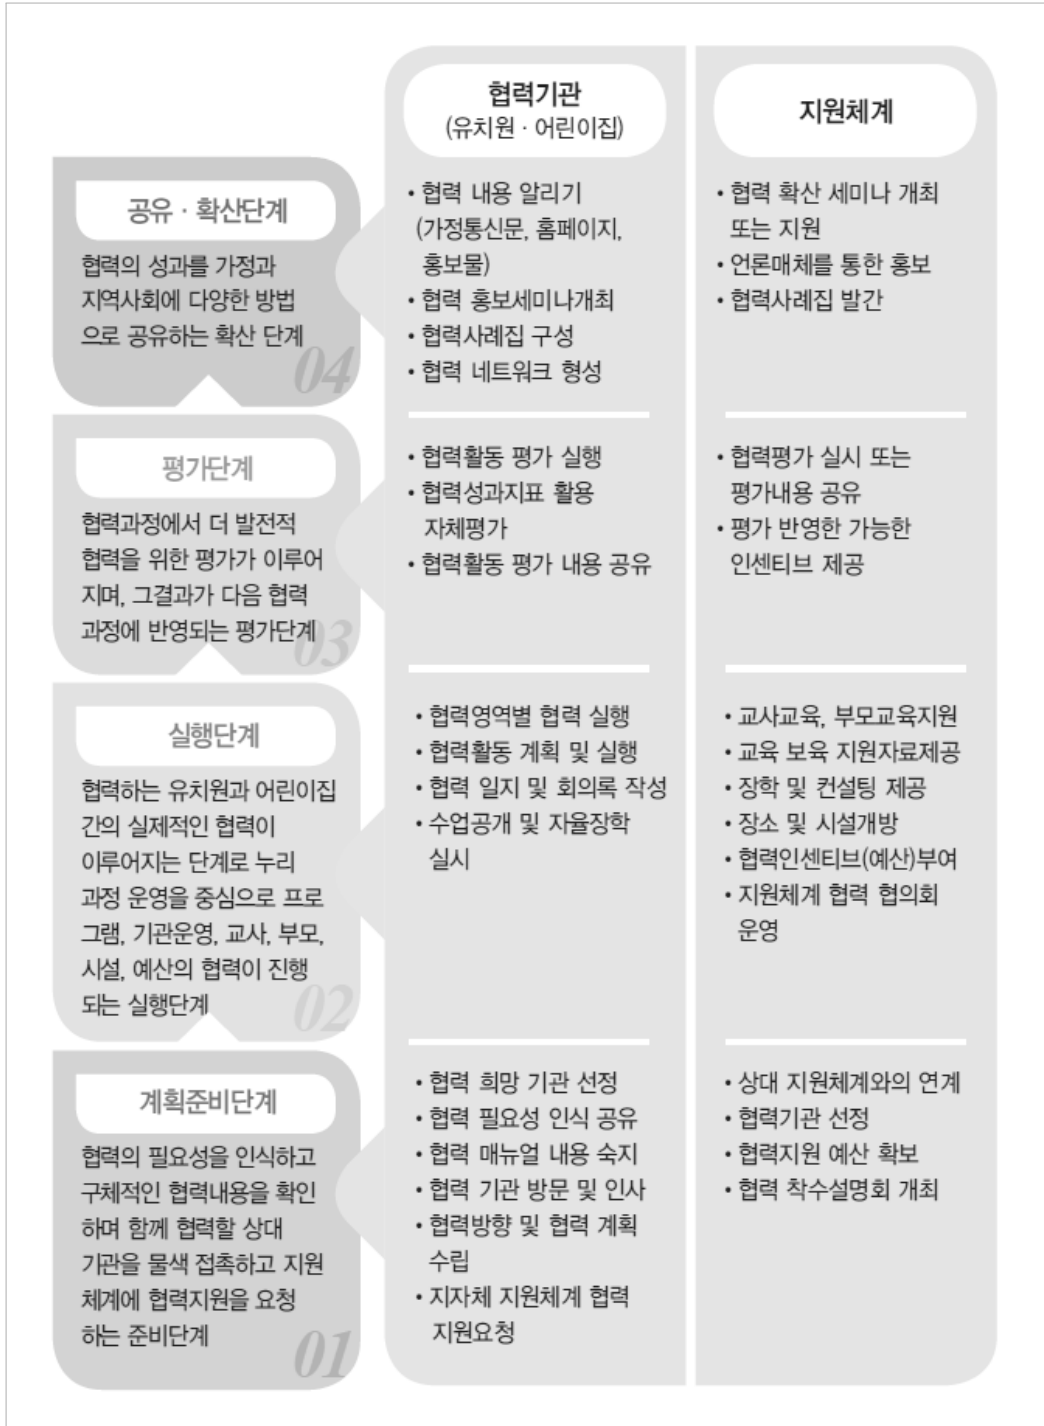 협력기관
(유치원 · 어린이집)
지원체계
공유 · 확산단계
협력의 성과를 가정과
지역사회에 다양한 방법
으로 공유하는 확산 단계
04
• 협력 내용 알리기
(가정통신문, 홈페이지,
홍보물)
• 협력 홍보세미나개최
• 협력사례집 구성
• 협력 네트워크 형성
• 협력 확산 세미나 개최
또는 지원
• 언론매체를 통한 홍보
• 협력사례집 발간
평가단계
협력과정에서 더 발전적
협력을 위한 평가가 이루어
지며, 그결과가 다음 협력
과정에 반영되는 평가단계
03
• 협력활동 평가 실행
• 협력성과지표 활용
자체평가
• 협력활동 평가 내용 공유
• 협력평가 실시 또는
평가내용 공유
• 평가 반영한 가능한
인센티브 제공
실행단계
협력하는 유치원과 어린이집
간의 실제적인 협력이
이루어지는 단계로 누리
과정 운영을 중심으로 프로
그램, 기관운영, 교사, 부모,
시설, 예산의 협력이 진행
되는 실행단계
02
• 협력영역별 협력 실행
• 협력활동 계획 및 실행
• 협력 일지 및 회의록 작성
• 수업공개 및 자율장학
실시
• 교사교육, 부모교육지원
• 교육 보육 지원자료제공
• 장학 및 컨설팅 제공
• 장소 및 시설개방
• 협력인센티브(예산)부여
• 지원체계 협력 협의회
운영
계획준비단계
협력의 필요성을 인식하고
구체적인 협력내용을 확인
하며 함께 협력할 상대
기관을 물색 접촉하고 지원
체계에 협력지원을 요청
하는 준비단계
01
• 협력 희망 기관 선정
• 협력 필요성 인식 공유
• 협력 매뉴얼 내용 숙지
• 협력 기관 방문 및 인사
• 협력방향 및 협력 계획
수립
• 지자체 지원체계 협력
지원요청
• 상대 지원체계와의 연계
• 협력기관 선정
• 협력지원 예산 확보
• 협력 착수설명회 개최